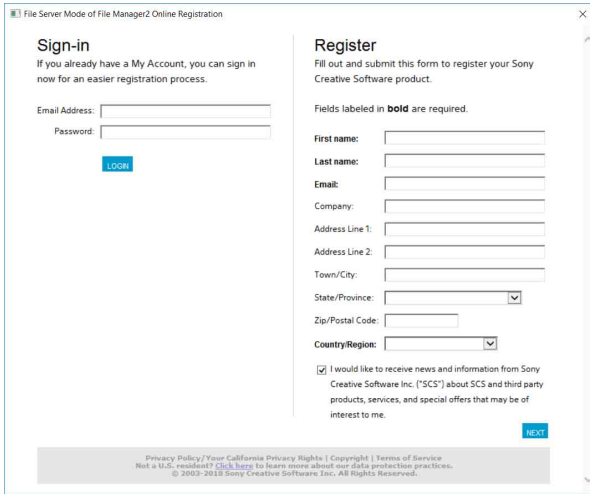 File Server Mode of File Manager2 Online Registration
Sign-in
If you already have a My Account, you can sign in
now for an easier registration process.
Email Address:
Password:
LOGIN
Register
Fill out and submit this form to register your Sony
Creative Software product.
Fields labeled in bold are required.
First name:
Last name:
Email:
Company:
Address Line 1:
Address Line 2:
Town/City:
State/Province:
Zip/Postal Code:
Country/Region:
I would like to receive news and information from Sony
Creative Software Inc. ("SCS") about SCS and third party
products, services, and special offers that may be of
interest to me.
NEXT
Privacy Policy/Your California Privacy Rights | Copyright | Terms of Service
Not a U.S. resident? Click here to learn more about our data protection practices.
© 2003-2018 Sony Creative Software Inc. All Rights Reserved.